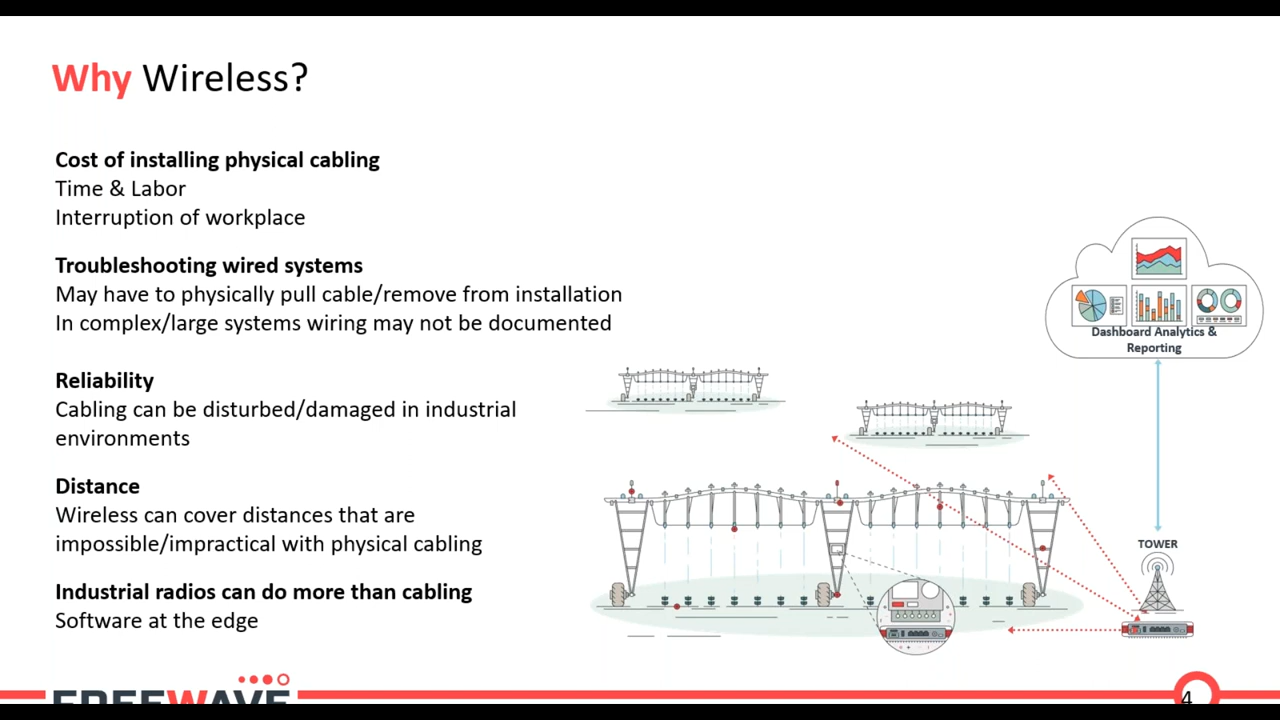 Why Wireless?
Cost of installing physical cabling
Time & Labor
Interruption of workplace
Troubleshooting wired systems
May have to physically pull cable/remove from installation
In complex/large systems wiring may not be documented
Reliability
Cabling can be disturbed/damaged in industrial
environments
Distance
Wireless can cover distances that are
impossible/impractical with physical cabling
Industrial radios can do more than cabling
Software at the edge
Dashboard Analytics &
Reporting
TOWER
FREEWAVE
4